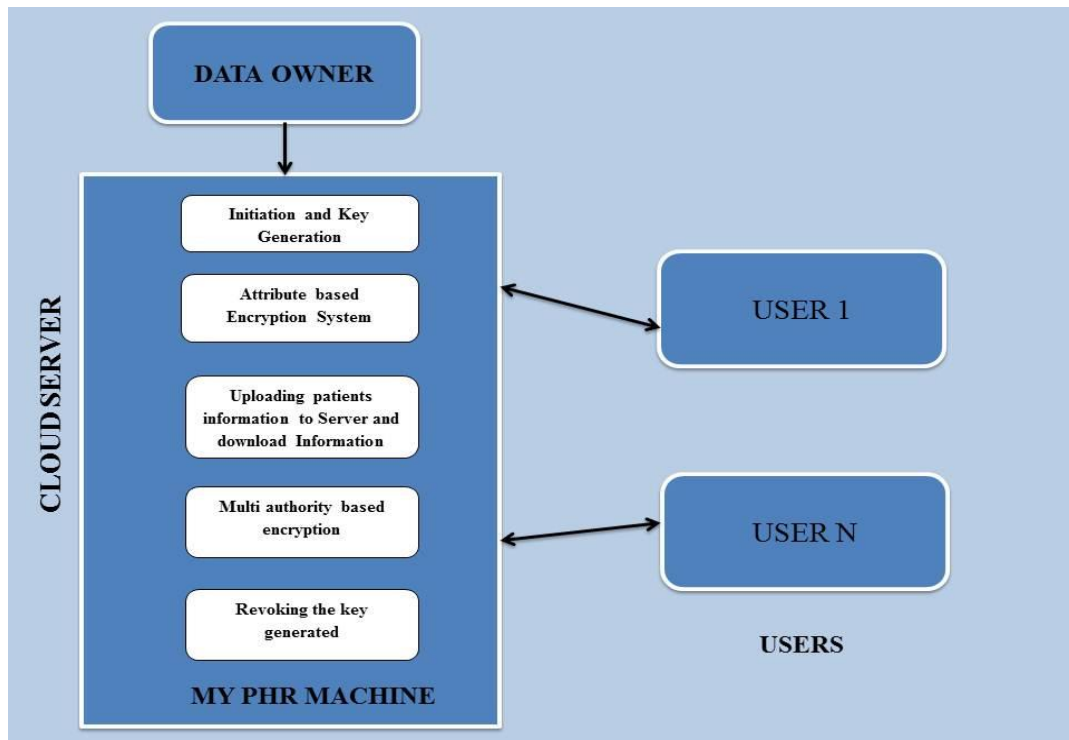 DATA OWNER
CLOUD SERVER
Initiation and Key
Generation
Attribute based
Encryption System
Uploading patients
information to Server and
download Information
Multi authority based
encryption
Revoking the key
generated
MY PHR MACHINE
USER 1
USER N
USERS